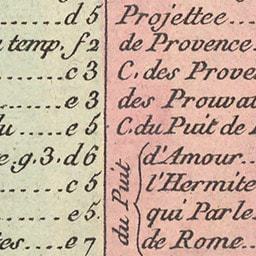 d 5
temp. f 2
c 3
e 3
e 5
e. g. 3. d 6
c 5
e 5.
e 7
Projettee
de Provence.
C. des Prove
des Prouvat
C. du Puit de
du Puit
d'Amour
l'Hermite
qui Parle
de Rome